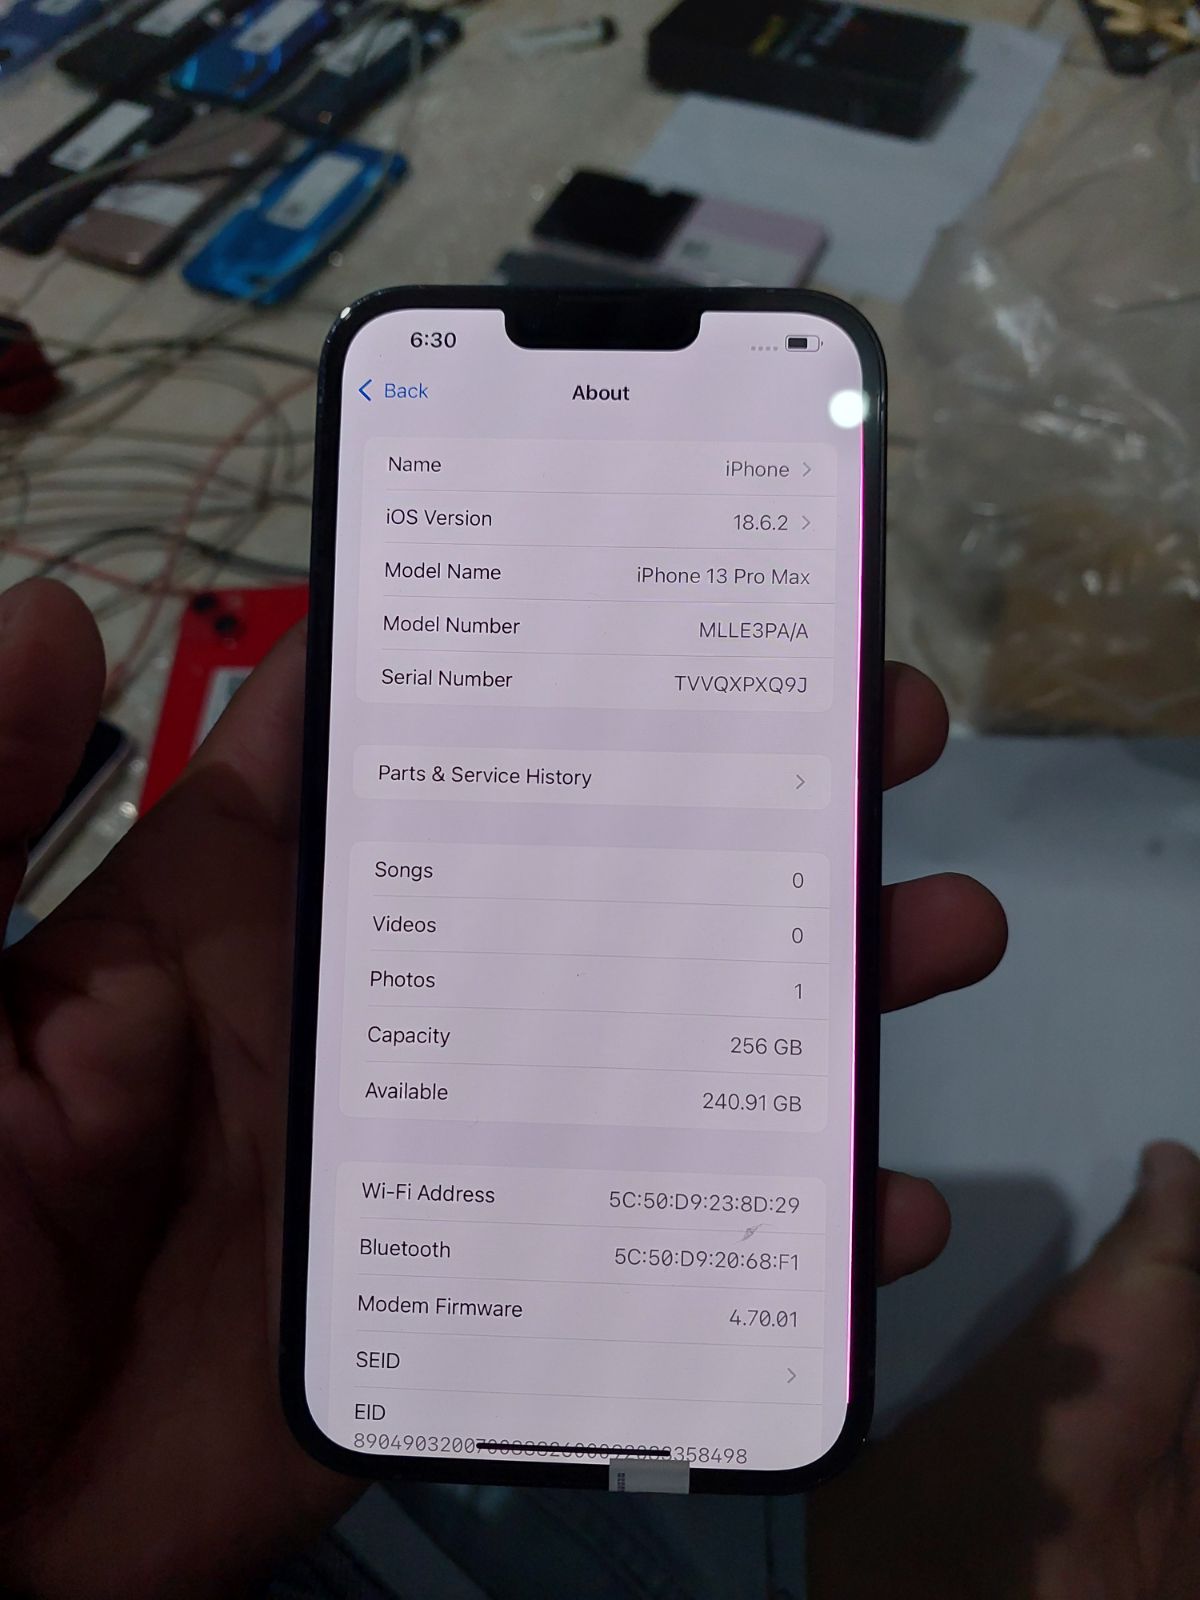 6:30
Back
About
Name iPhone
iOS Version 18.6.2
Model Name iPhone 13 Pro Max
Model Number MLLE3PA/A
Serial Number TVVQXPXQ9J
Parts & Service History
Songs 0
Videos 0
Photos 1
Capacity 256 GB
Available 240.91 GB
Wi-Fi Address 5C:50:D9:23:8D:29
Bluetooth 5C:50:D9:20:68:F1
Modem Firmware 4.70.01
SEID
EID